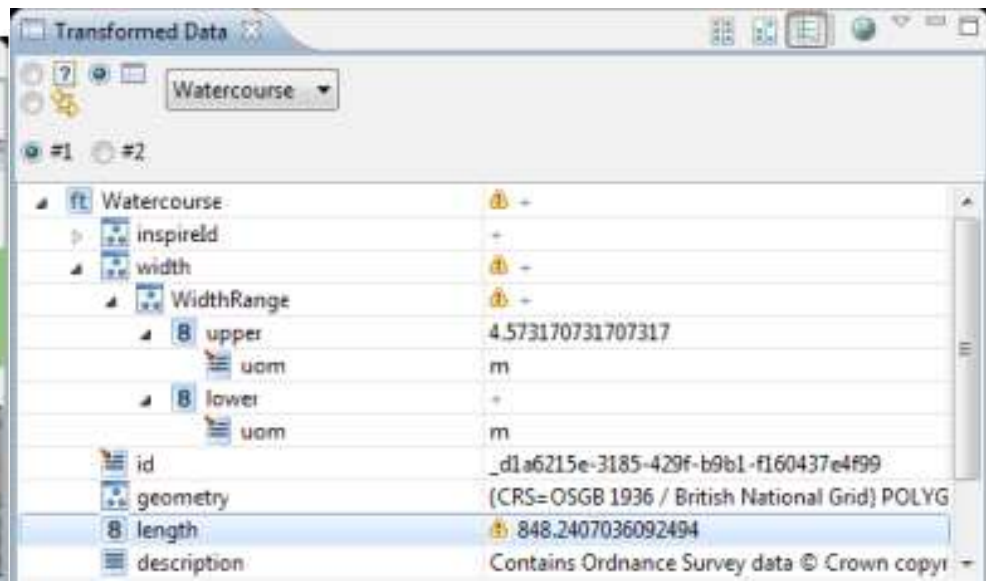 Transformed Data
Watercourse
#1 #2
ft Watercourse +
inspireId +
width +
WidthRange +
B upper 4.573170731707317
uom m
B lower +
uom m
id _d1a6215e-3185-429f-b9b1-f160437e4f99
geometry {CRS=OSGB 1936 / British National Grid} POLYG
B length 848.2407036092494
description Contains Ordnance Survey data © Crown copyr